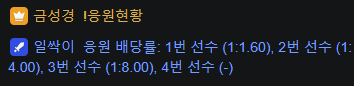 금성경 !응원현황
일싹이 응원 배당률: 1번 선수 (1:1.60), 2번 선수 (1:
4.00), 3번 선수 (1:8.00), 4번 선수 (-)